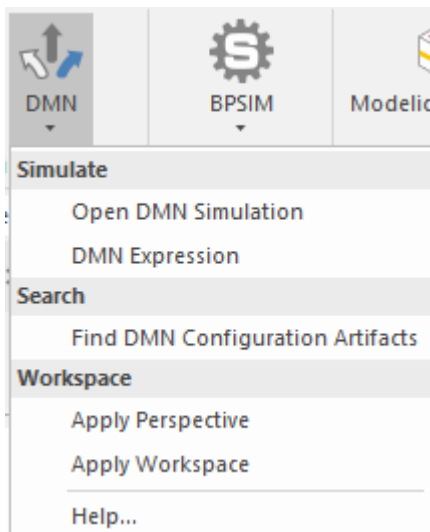 DMN
BPSIM
Simulate
Open DMN Simulation
DMN Expression
Search
Find DMN Configuration Artifacts
Workspace
Apply Perspective
Apply Workspace
Help...